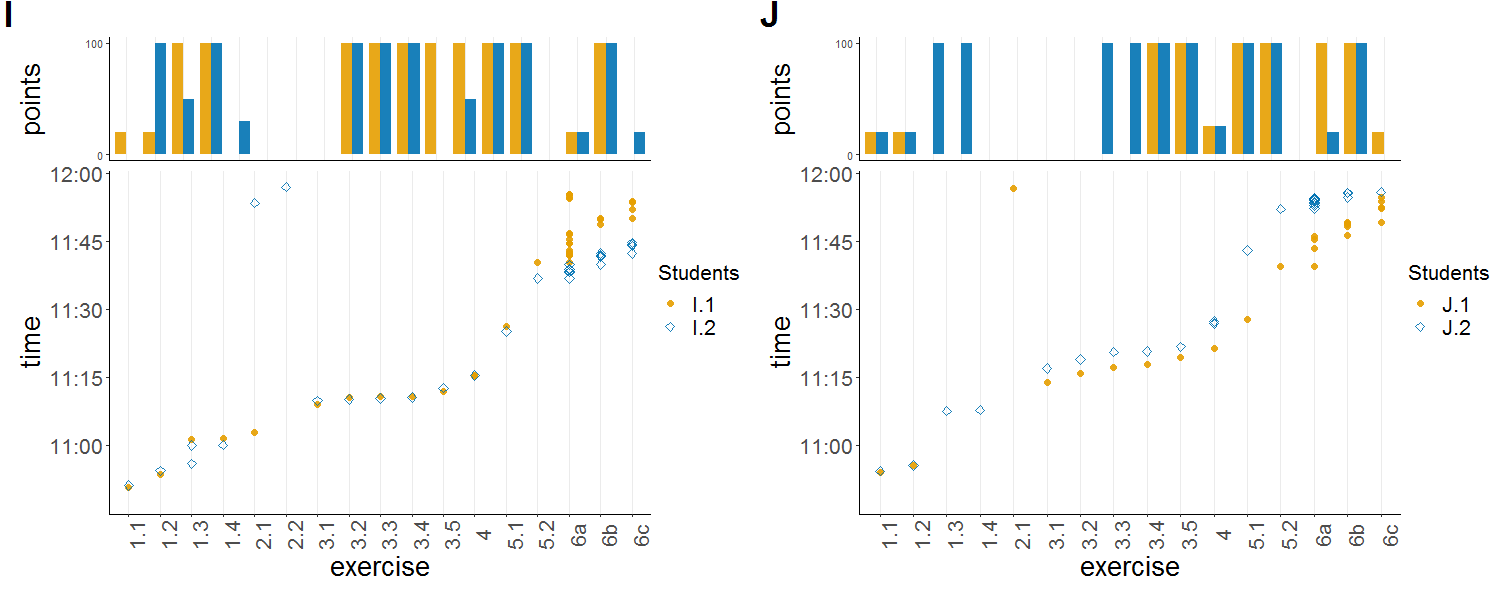 I
points
100
0
time
12:00
11:45
11:30
11:15
11:00
1.1
1.2
1.3
1.4
2.1
2.2
3.1
3.2
3.3
3.4
3.5
4
5.1
5.2
6a
6b
6c
exercise
Students
I.1
I.2
J
points
100
0
time
12:00
11:45
11:30
11:15
11:00
1.1
1.2
1.3
1.4
2.1
3.1
3.2
3.3
3.4
3.5
4
5.1
5.2
6a
6b
6c
exercise
Students
J.1
J.2